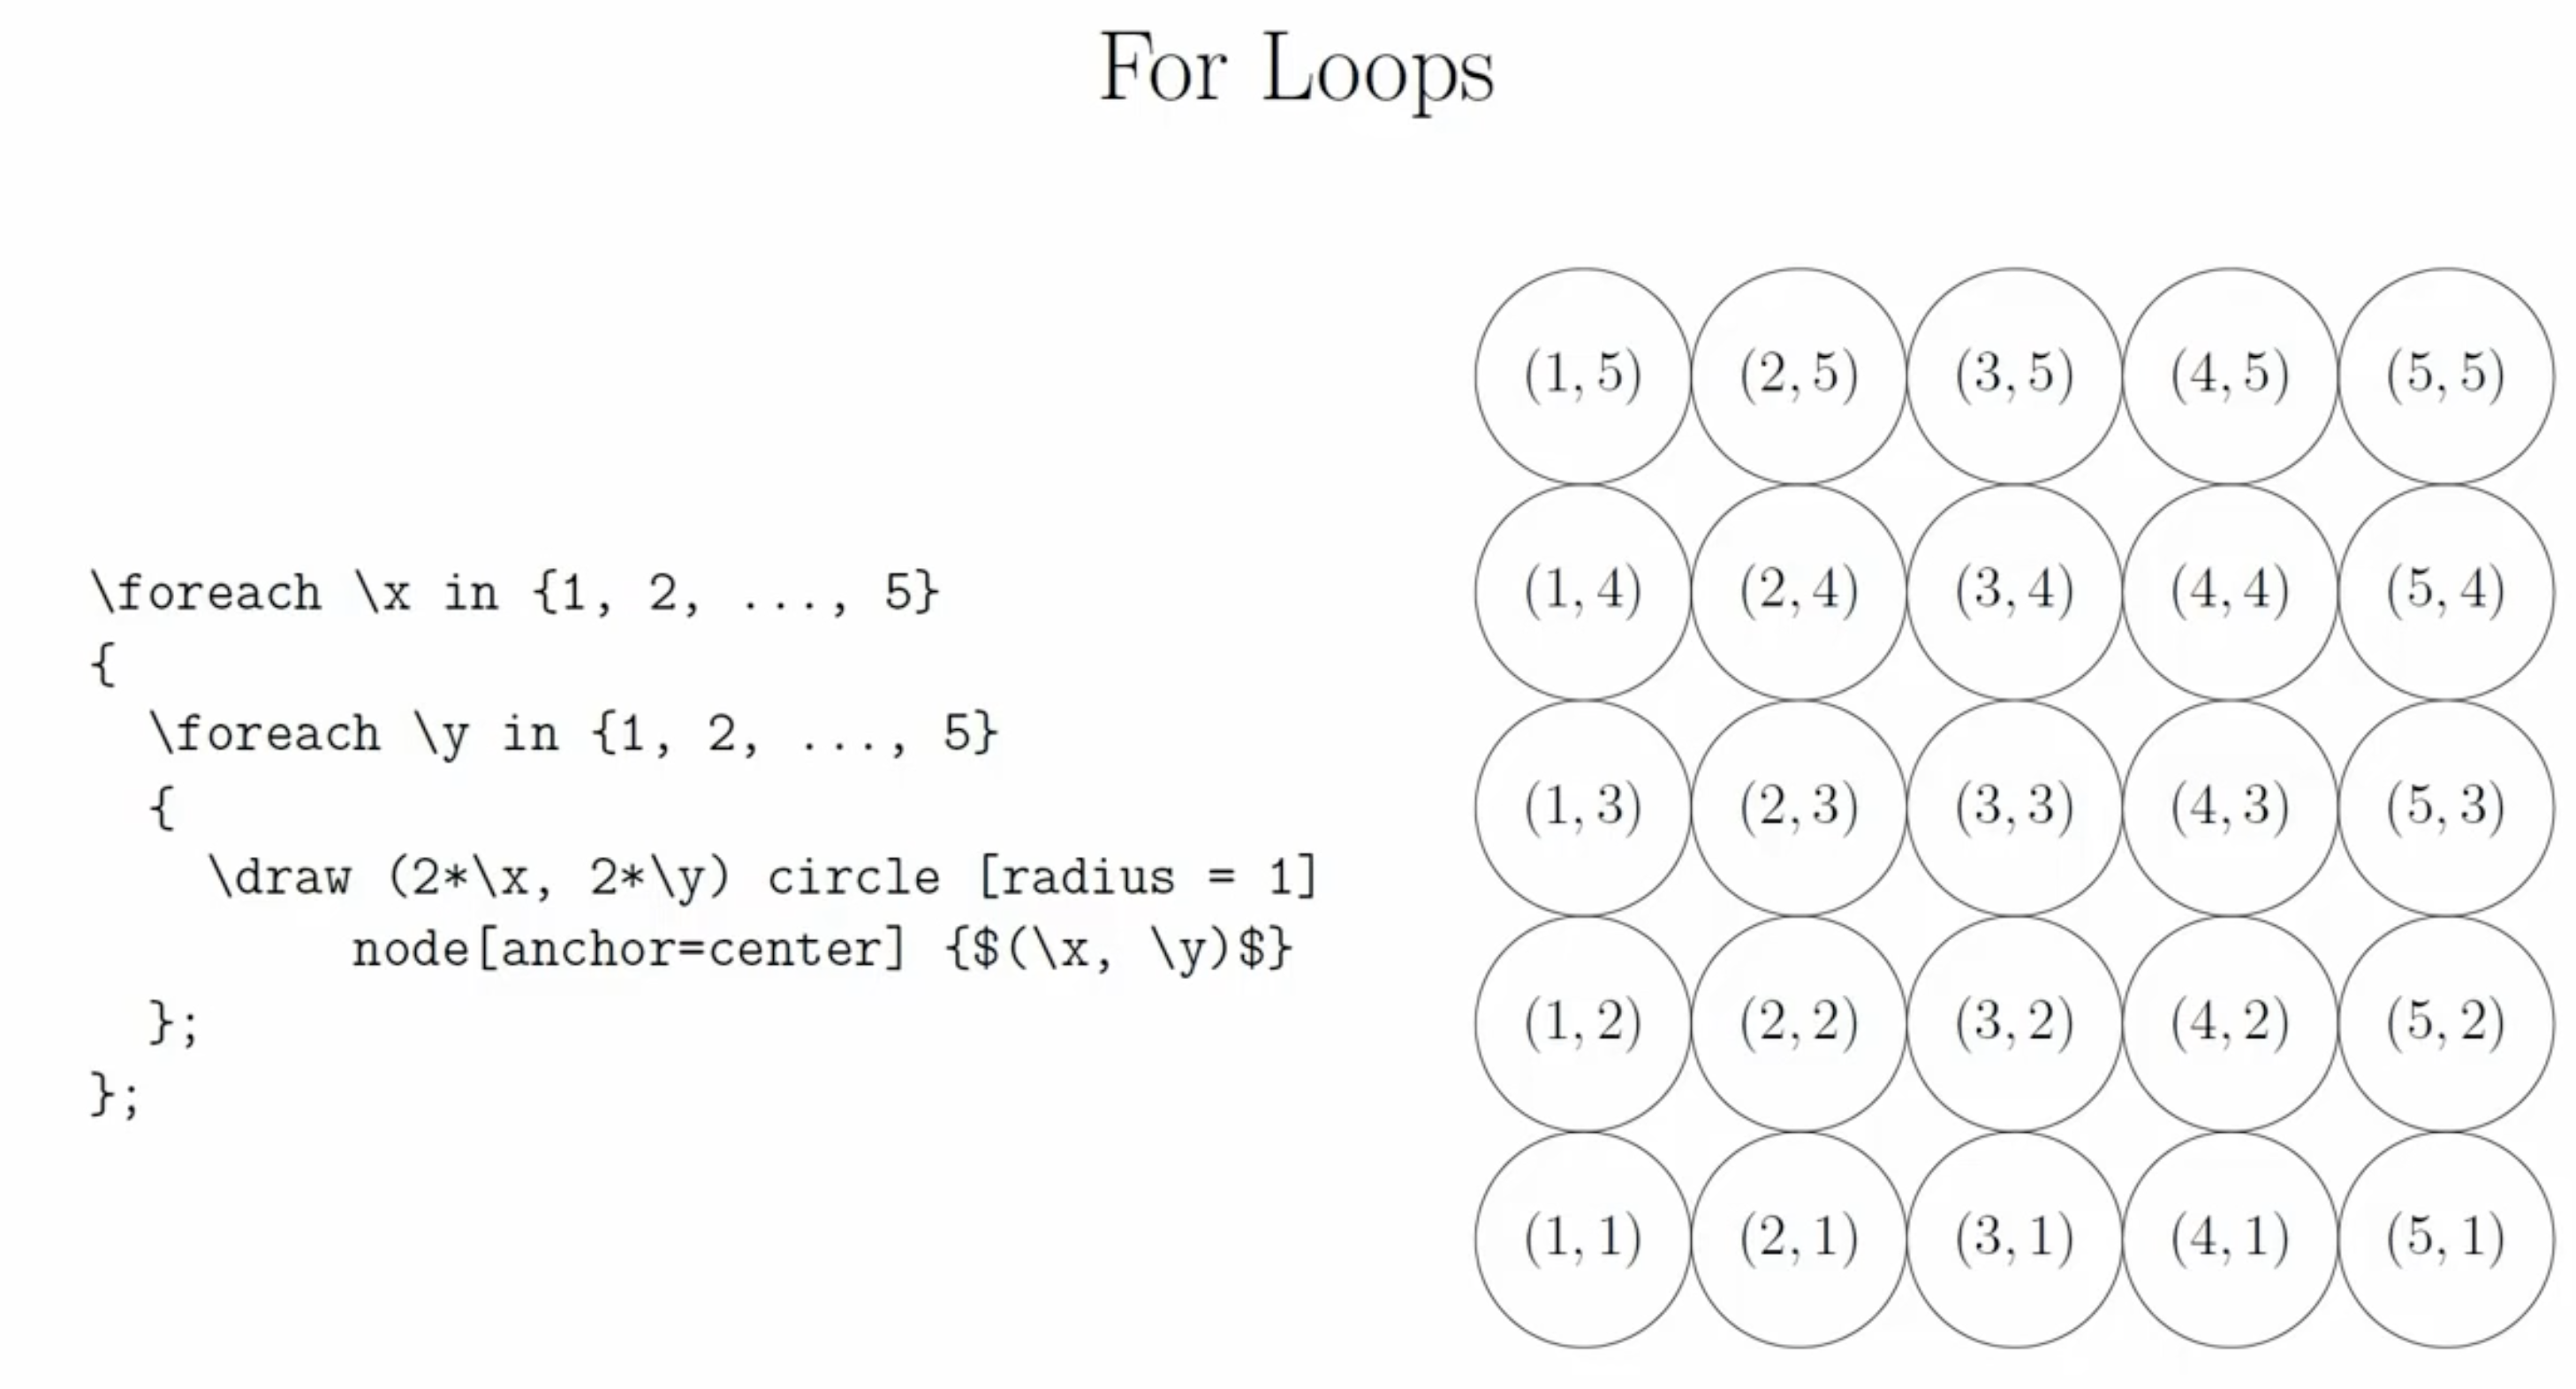 For Loops
\foreach \x in {1, 2, ..., 5}
{
\foreach \y in {1, 2, ..., 5}
{
\draw (2*\x, 2*\y) circle [radius = 1]
node[anchor=center] {$(\x, \y)$}
};
};
(1, 5) (2, 5) (3, 5) (4, 5) (5, 5)
(1, 4) (2, 4) (3, 4) (4, 4) (5, 4)
(1, 3) (2, 3) (3, 3) (4, 3) (5, 3)
(1, 2) (2, 2) (3, 2) (4, 2) (5, 2)
(1, 1) (2, 1) (3, 1) (4, 1) (5, 1)